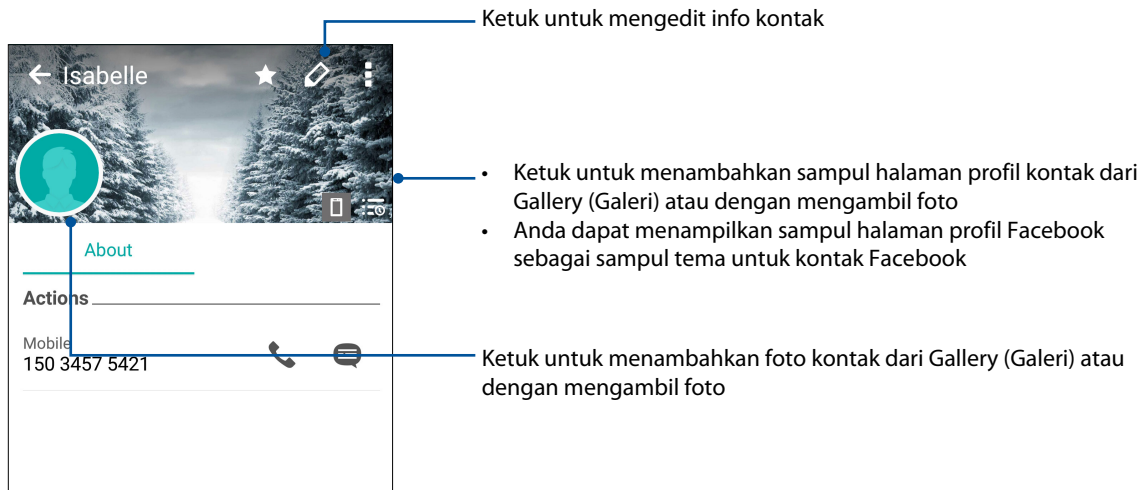 Ketuk untuk mengedit info kontak
Isabelle
• Ketuk untuk menambahkan sampul halaman profil kontak dari
Gallery (Galeri) atau dengan mengambil foto
• Anda dapat menampilkan sampul halaman profil Facebook
sebagai sampul tema untuk kontak Facebook
About
Actions
Mobile
150 3457 5421
Ketuk untuk menambahkan foto kontak dari Gallery (Galeri) atau
dengan mengambil foto